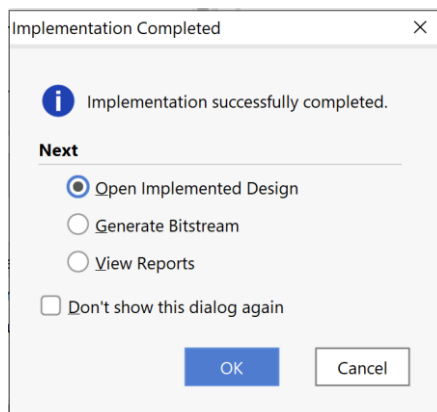 Implementation Completed
Implementation successfully completed.
Next
Open Implemented Design
Generate Bitstream
View Reports
Don't show this dialog again
OK
Cancel